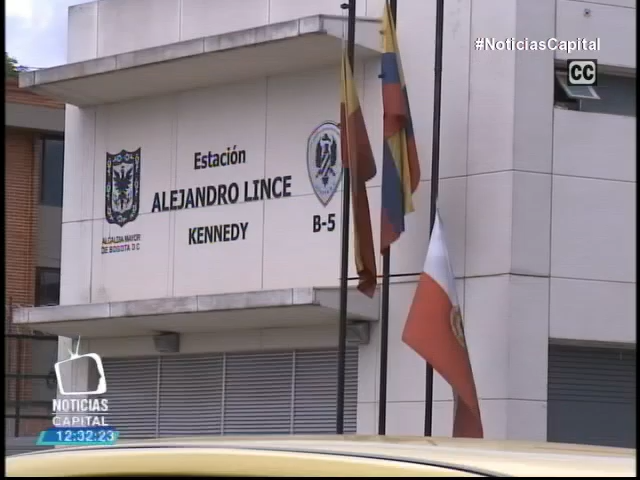 #NoticiasCapital
CC
Estación
ALEJANDRO LINCE
KENNEDY
B-5
ALCALDIA MAYOR
DE BOGOTA D.C
NOTICIAS
CAPITAL
12:32:23